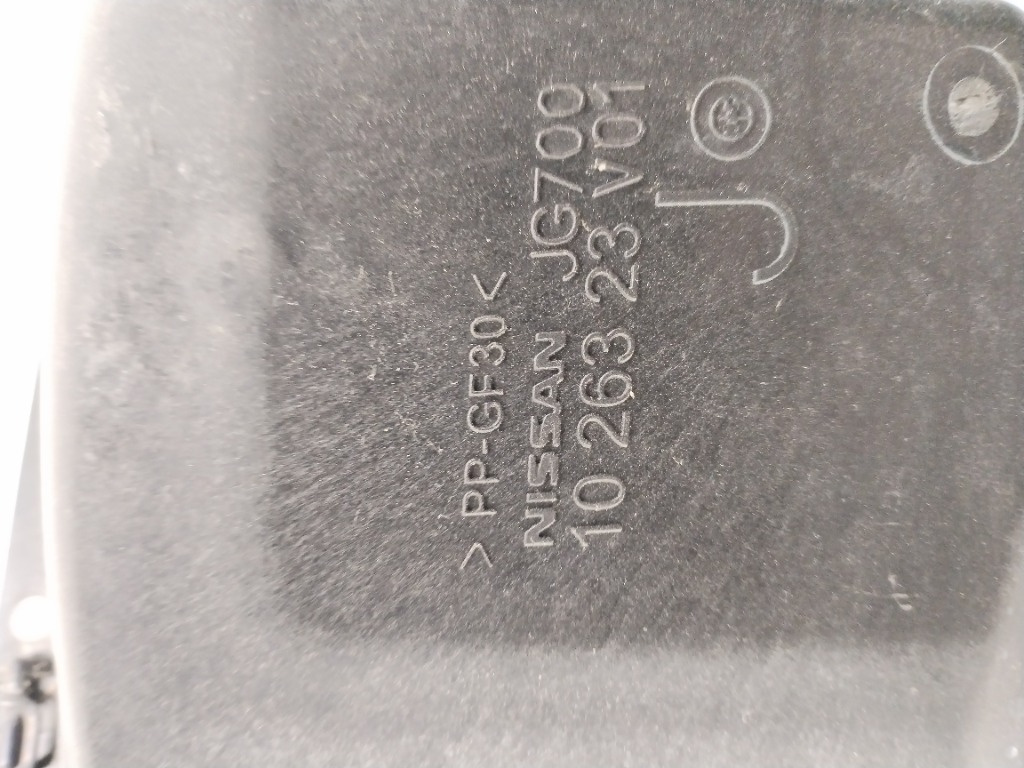 >PP-GF30<
NISSAN JG700
10 263 23 V01
J